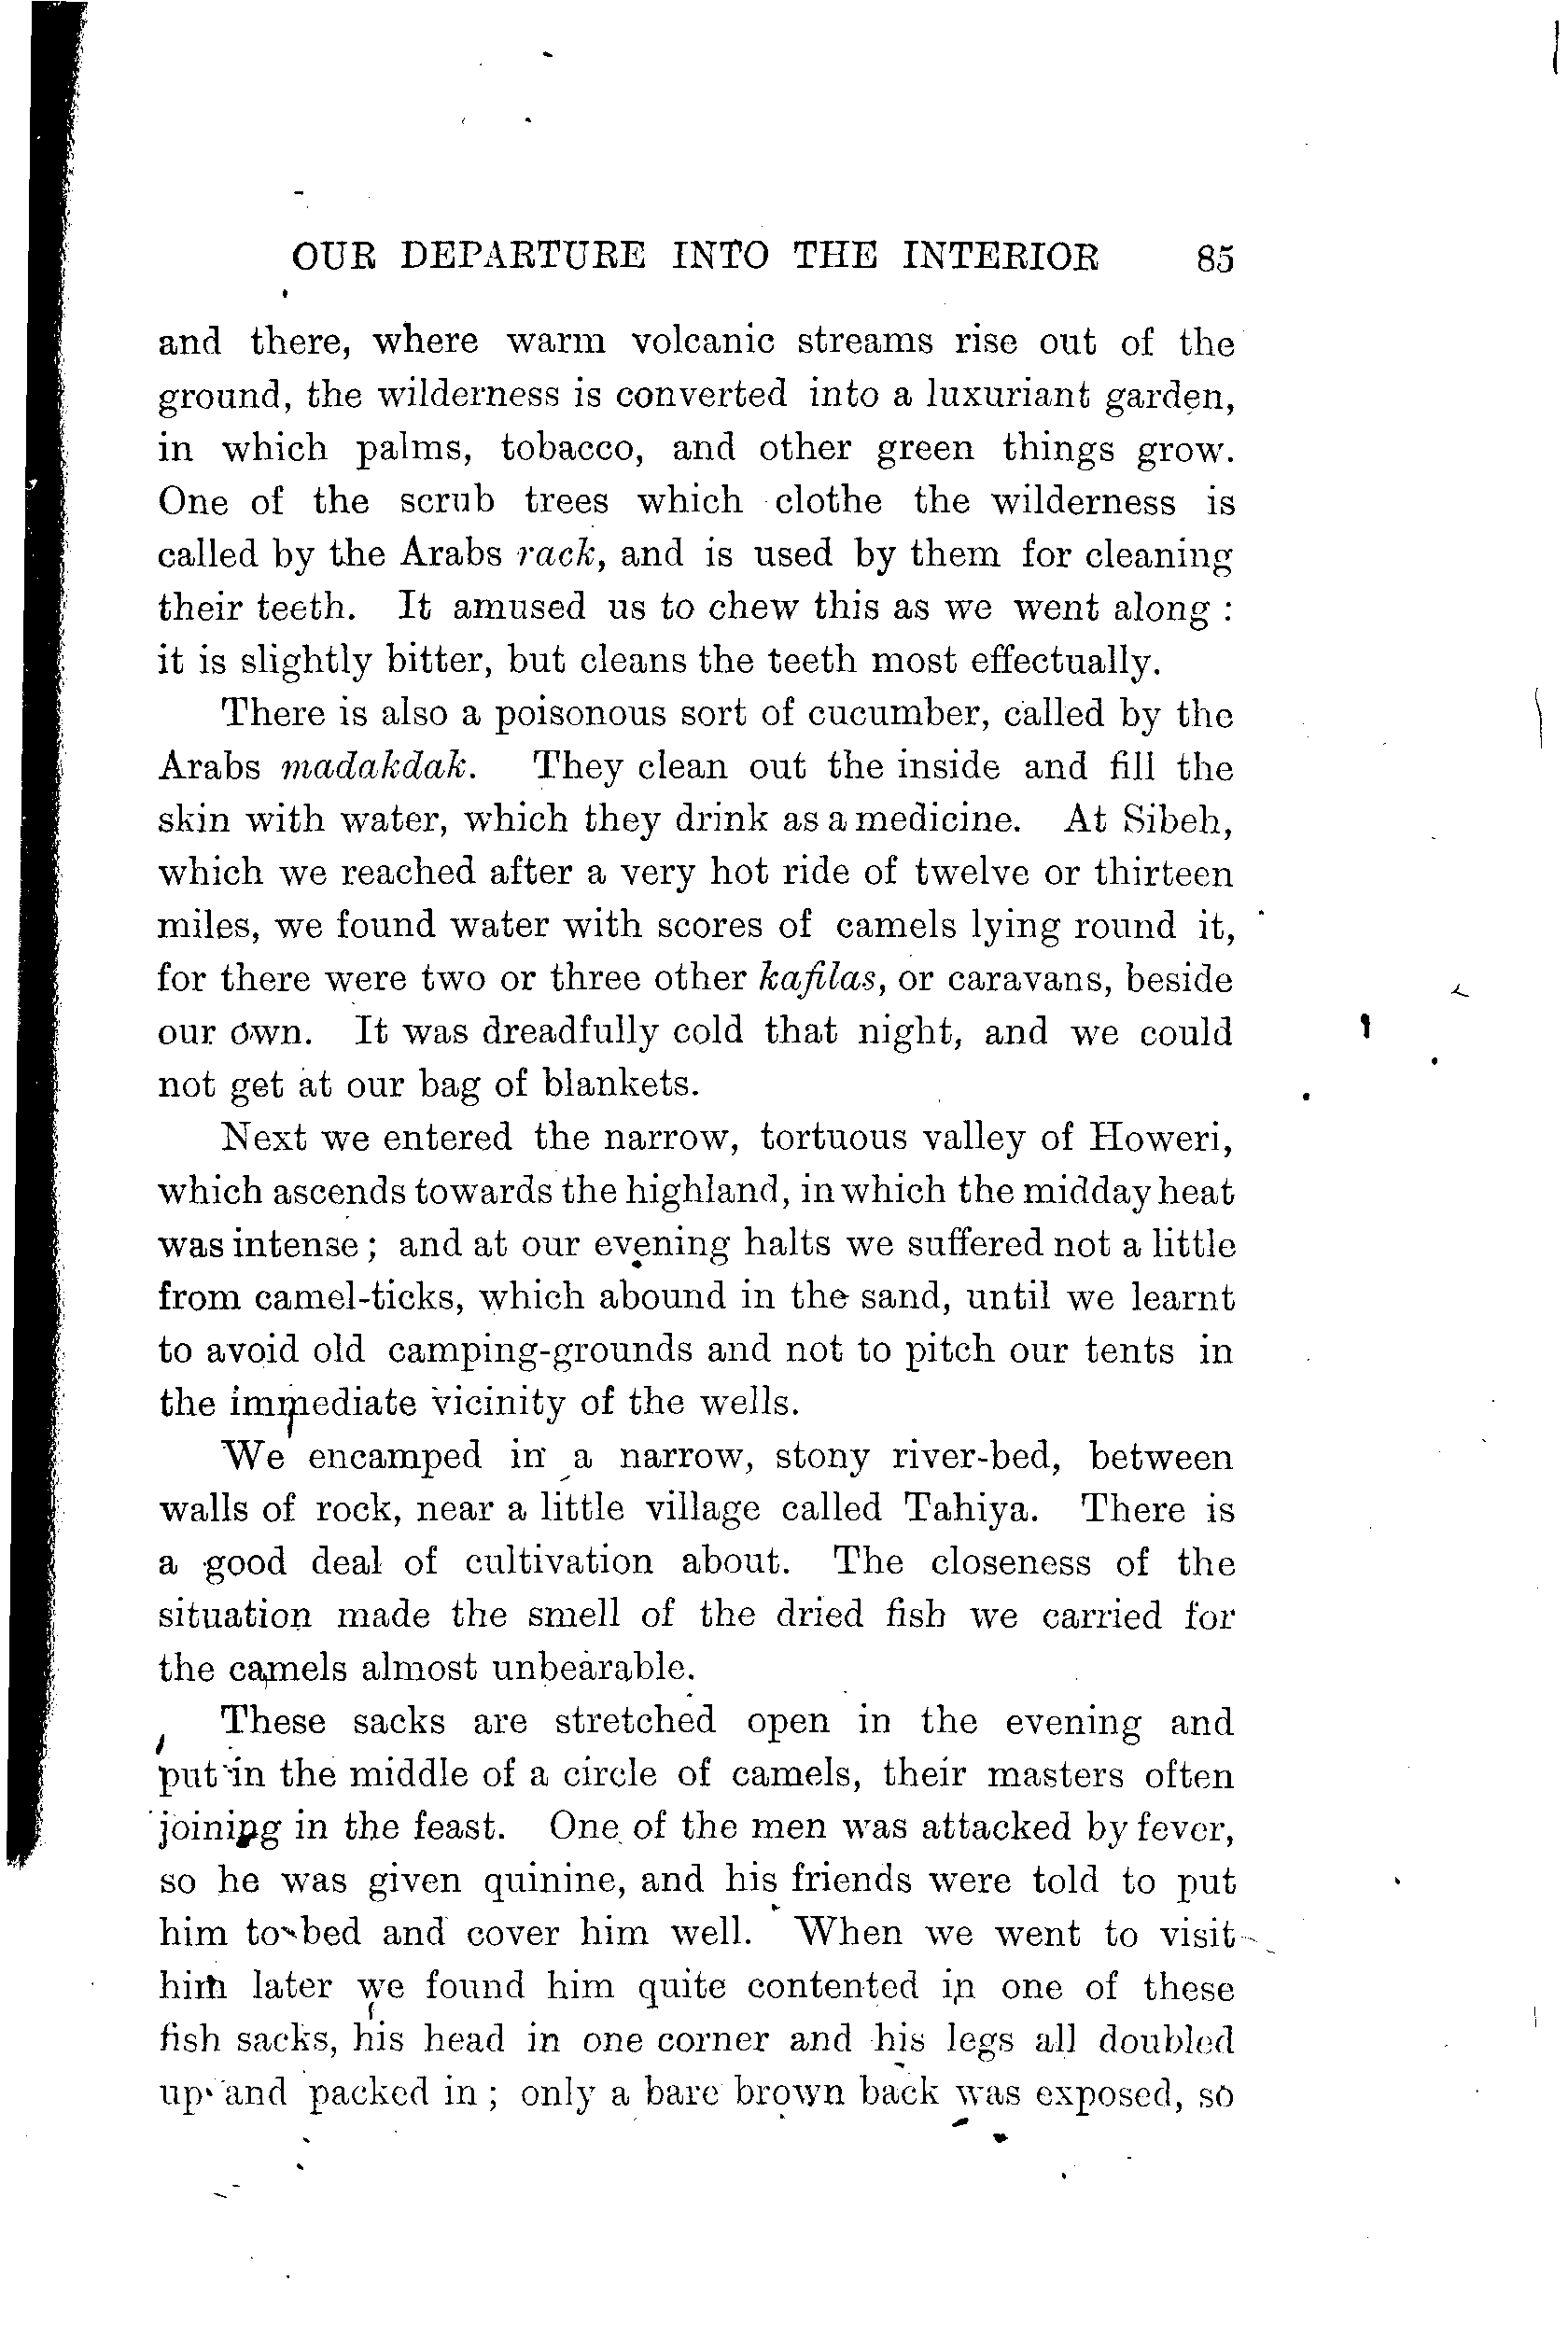 OUR DEPARTURE INTO THE INTERIOR 85
and there, where warm volcanic streams rise out of the
ground, the wilderness is converted into a luxuriant garden,
in which palms, tobacco, and other green things grow.
One of the scrub trees which clothe the wilderness is
called by the Arabs rack, and is used by them for cleaning
their teeth. It amused us to chew this as we went along :
it is slightly bitter, but cleans the teeth most effectually.
There is also a poisonous sort of cucumber, called by the
Arabs madakdak. They clean out the inside and fill the
skin with water, which they drink as a medicine. At Sibeh,
which we reached after a very hot ride of twelve or thirteen
miles, we found water with scores of camels lying round it,
for there were two or three other kafilas, or caravans, beside
our own. It was dreadfully cold that night, and we could
not get at our bag of blankets.
Next we entered the narrow, tortuous valley of Howeri,
which ascends towards the highland, in which the midday heat
was intense ; and at our evening halts we suffered not a little
from camel-ticks, which abound in the sand, until we learnt
to avoid old camping-grounds and not to pitch our tents in
the immediate vicinity of the wells.
We encamped in a narrow, stony river-bed, between
walls of rock, near a little village called Tahiya. There is
a good deal of cultivation about. The closeness of the
situation made the smell of the dried fish we carried for
the camels almost unbearable.
These sacks are stretched open in the evening and
put in the middle of a circle of camels, their masters often
joining in the feast. One of the men was attacked by fever,
so he was given quinine, and his friends were told to put
him to bed and cover him well. When we went to visit
him later we found him quite contented in one of these
fish sacks, his head in one corner and his legs all doubled
up and packed in ; only a bare brown back was exposed, so